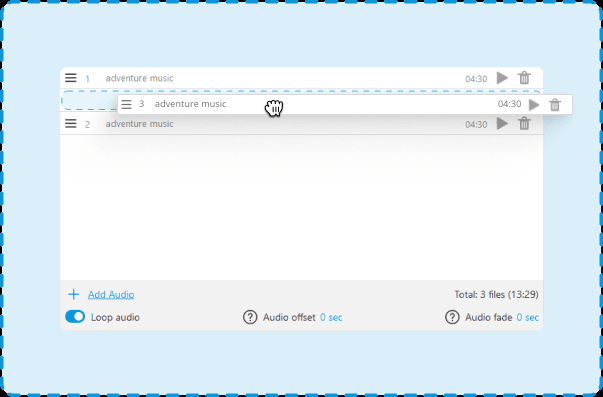 1 adventure music 04:30
3 adventure music 04:30
2 adventure music 04:30
Add Audio Total: 3 files (13:29)
Loop audio ? Audio offset 0 sec ? Audio fade 0 sec